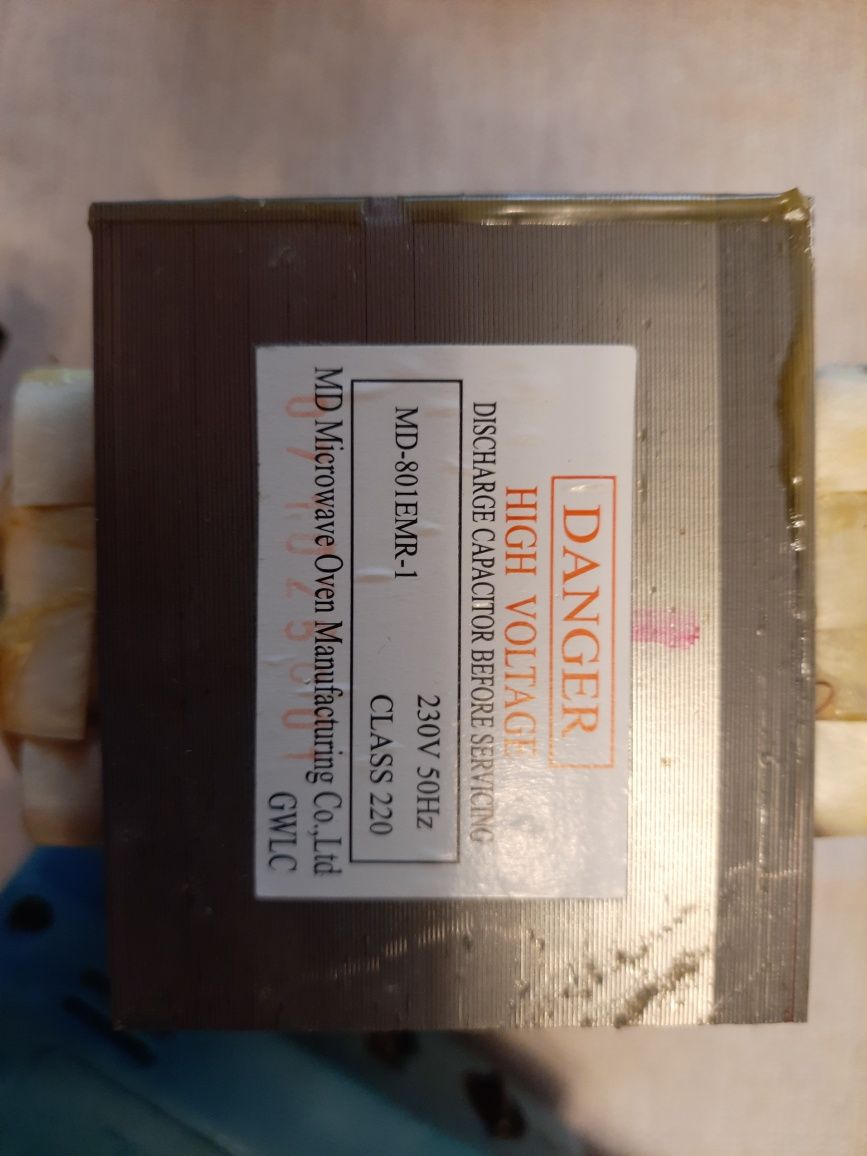 DANGER
HIGH VOLTAGE
DISCHARGE CAPACITOR BEFORE SERVICING
MD-801EMR-1
230V 50Hz
CLASS 220
MD Microwave Oven Manufacturing Co.,Ltd
GWLC